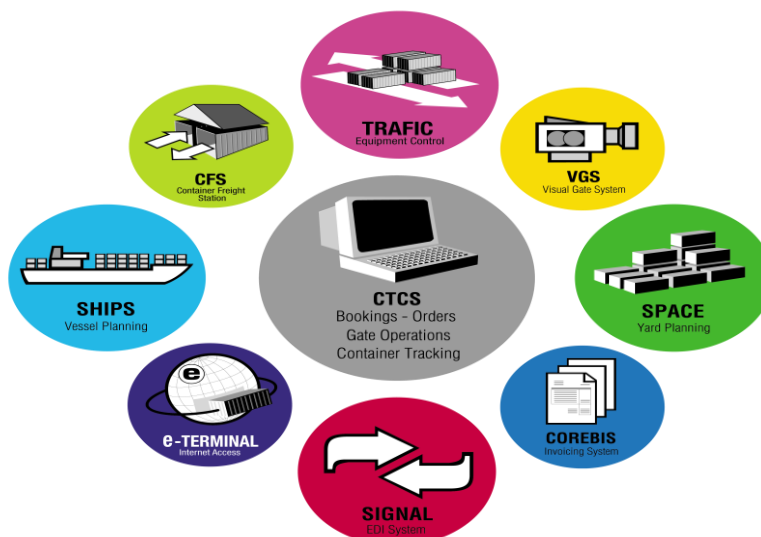 TRAFIC
Equipment Control
CFS
Container Freight
Station
VGS
Visual Gate System
SHIPS
Vessel Planning
CTCS
Bookings - Orders
Gate Operations
Container Tracking
SPACE
Yard Planning
e
e-TERMINAL
Internet Access
COREBIS
Invoicing System
SIGNAL
EDI System